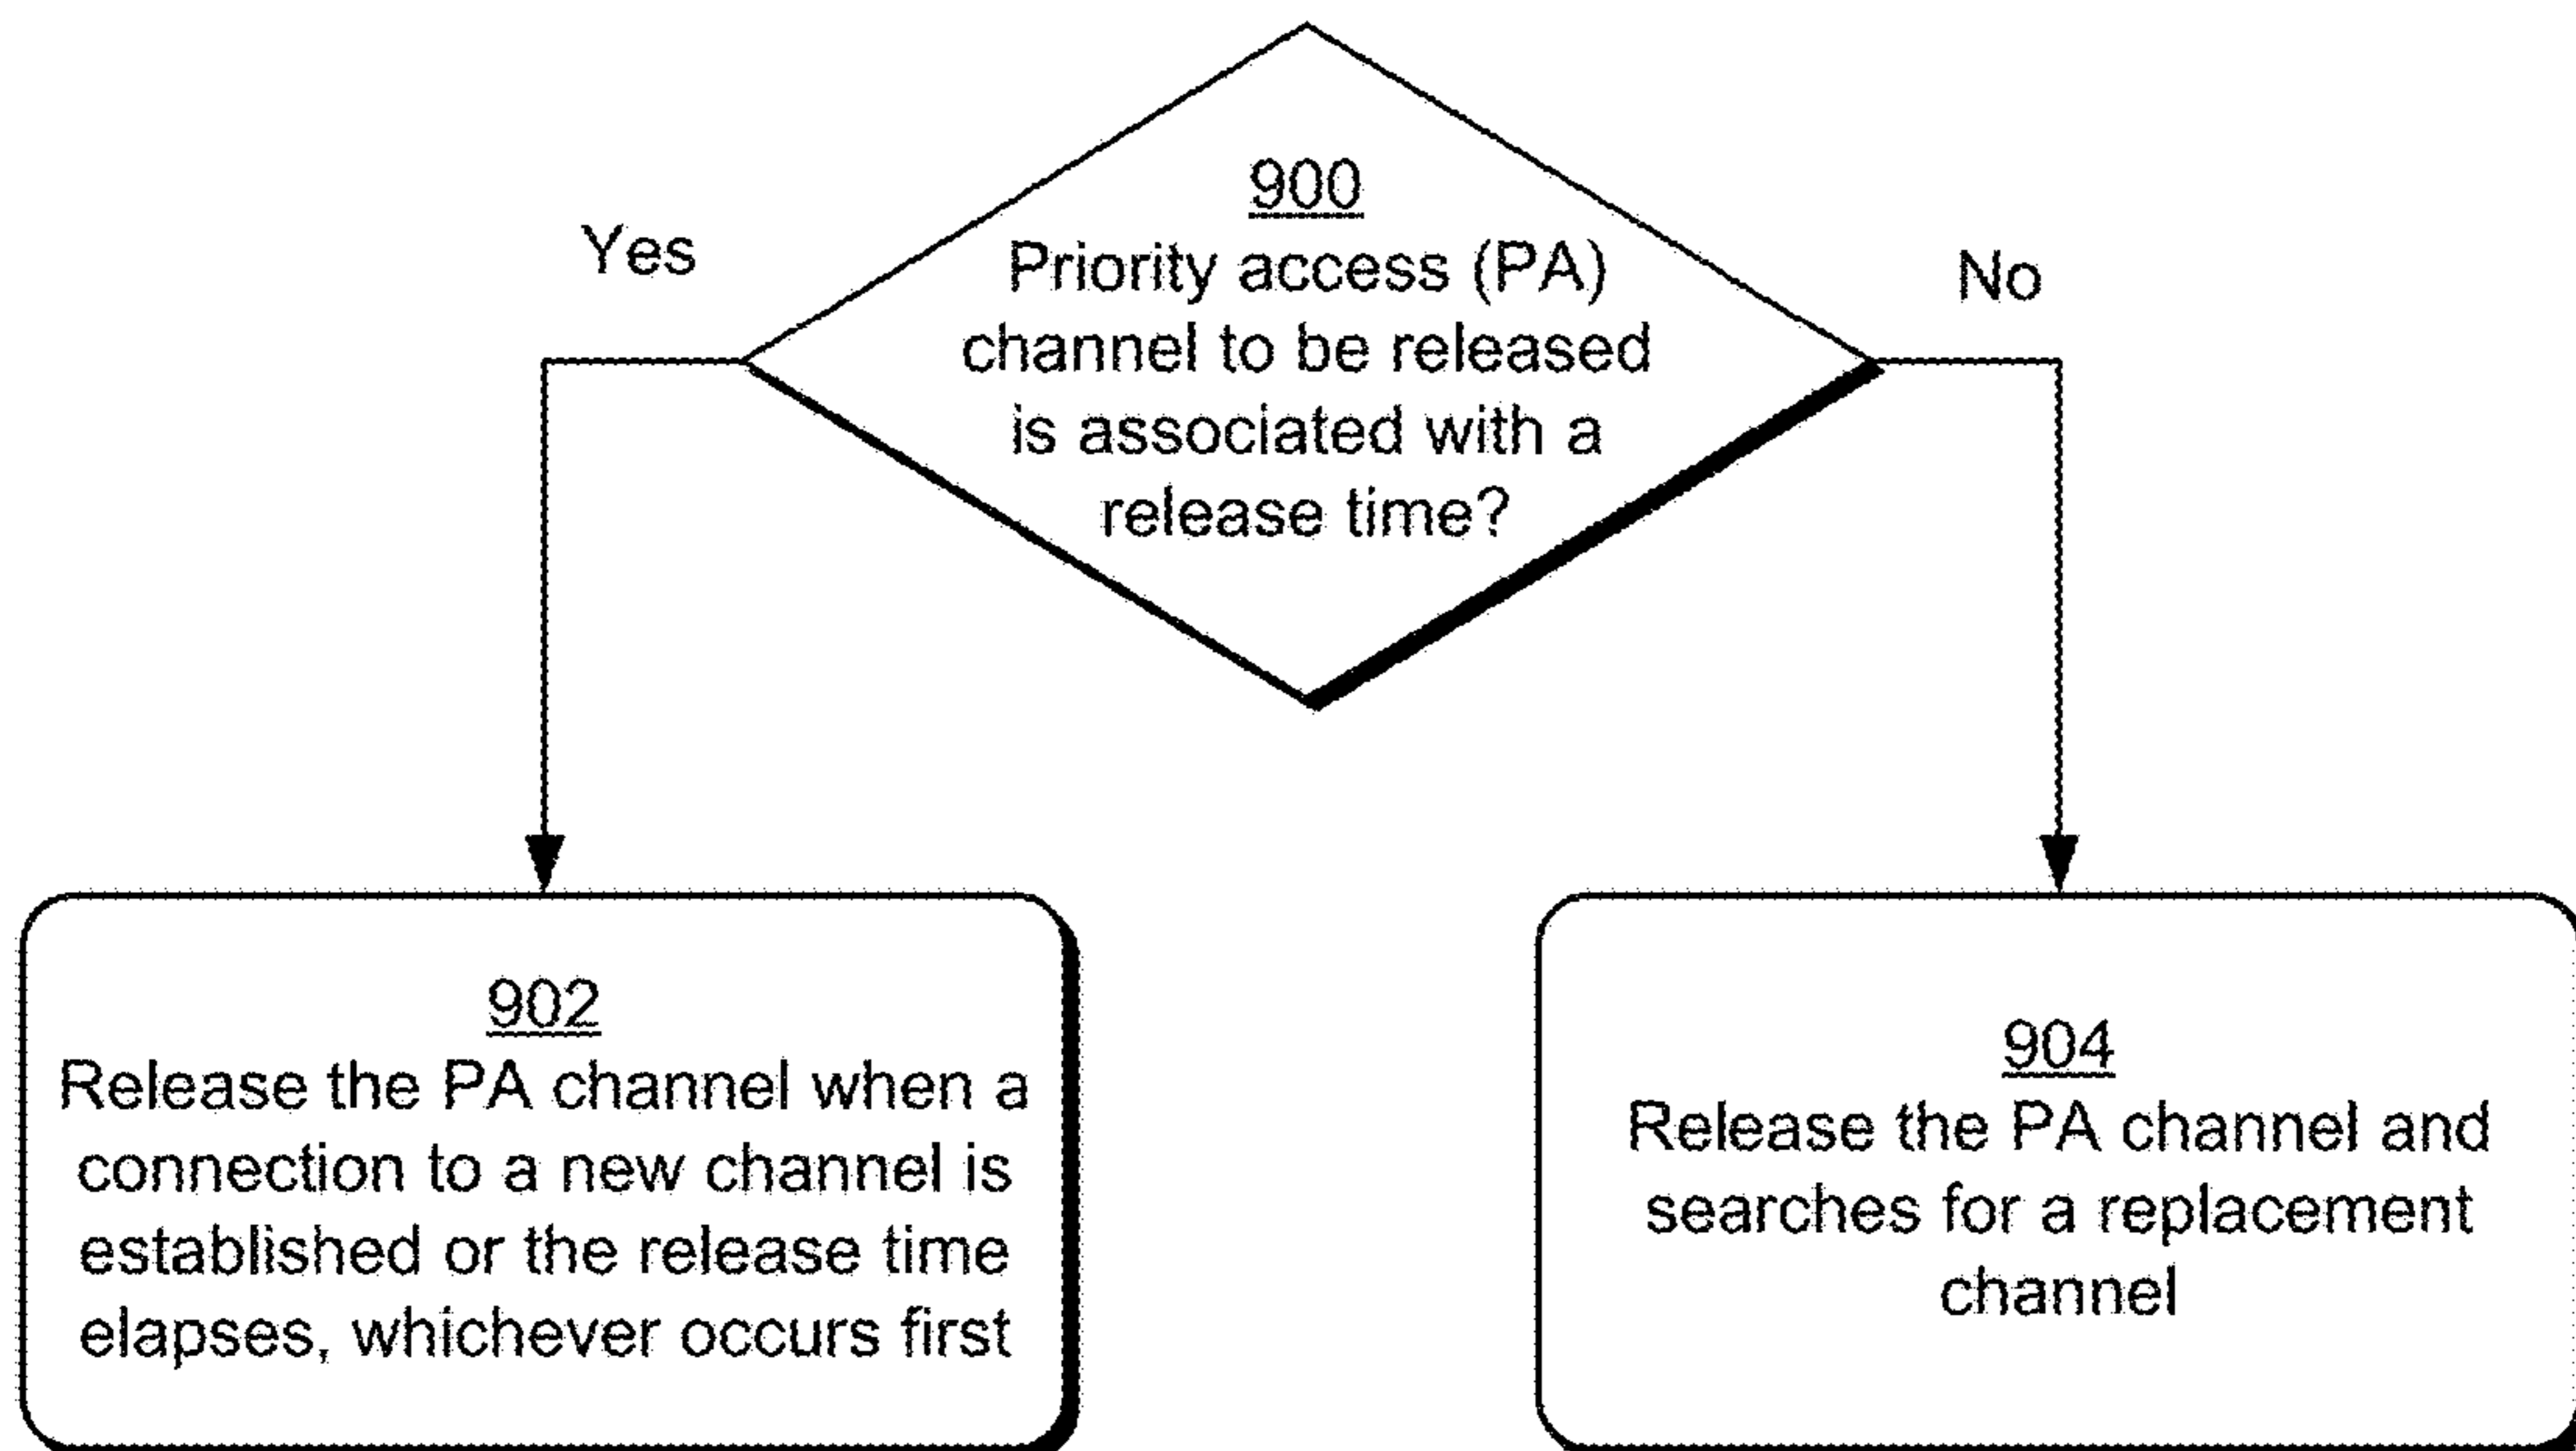 900
Priority access (PA)
channel to be released
is associated with a
release time?
Yes
No
902
Release the PA channel when a
connection to a new channel is
established or the release time
elapses, whichever occurs first
904
Release the PA channel and
searches for a replacement
channel